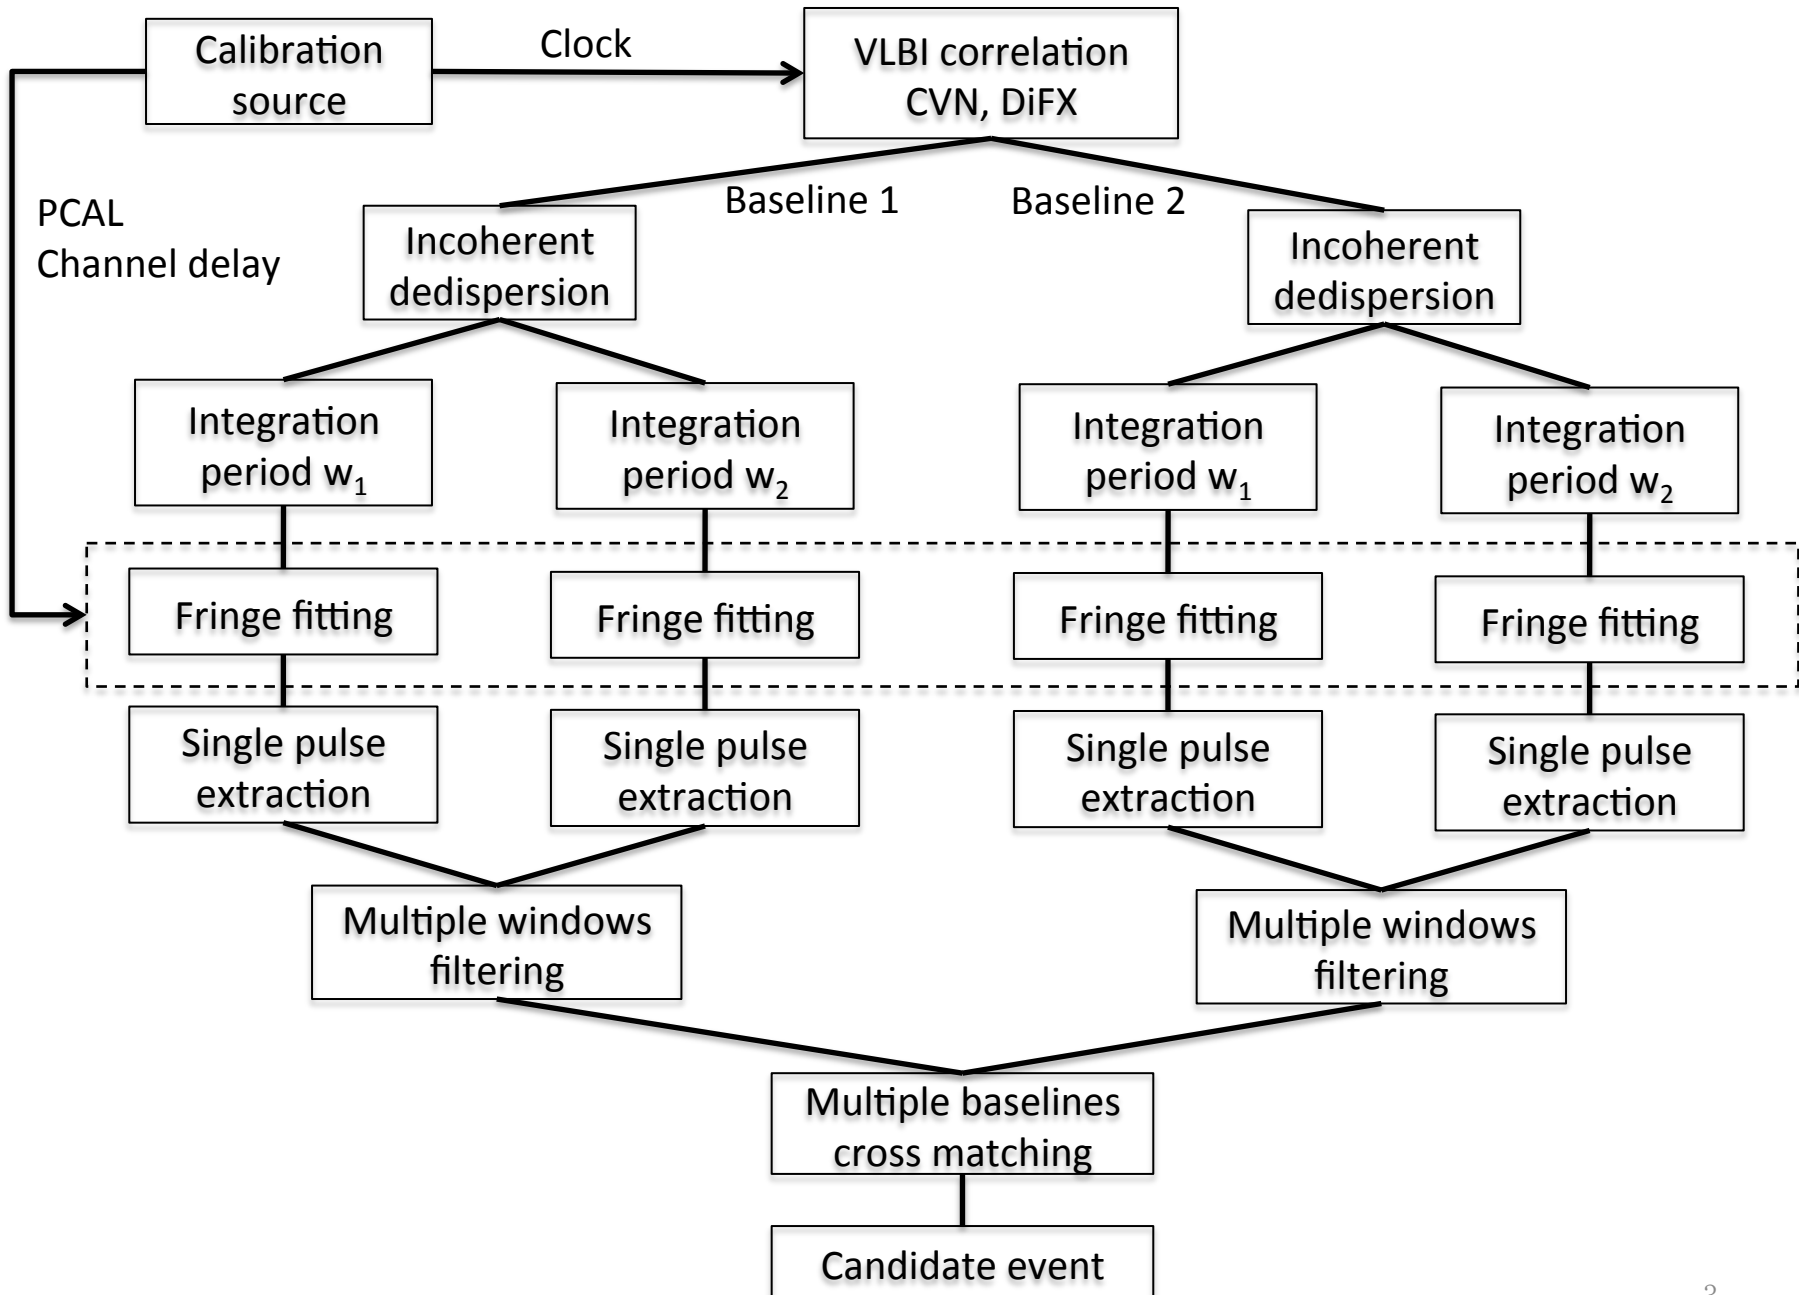 Calibration
source
Clock
VLBI correlation
CVN, DiFX
PCAL
Channel delay
Baseline 1
Baseline 2
Incoherent
dedispersion
Incoherent
dedispersion
Integration
period w₁
Integration
period w₂
Integration
period w₁
Integration
period w₂
Fringe fitting
Fringe fitting
Fringe fitting
Fringe fitting
Single pulse
extraction
Single pulse
extraction
Single pulse
extraction
Single pulse
extraction
Multiple windows
filtering
Multiple windows
filtering
Multiple baselines
cross matching
Candidate event